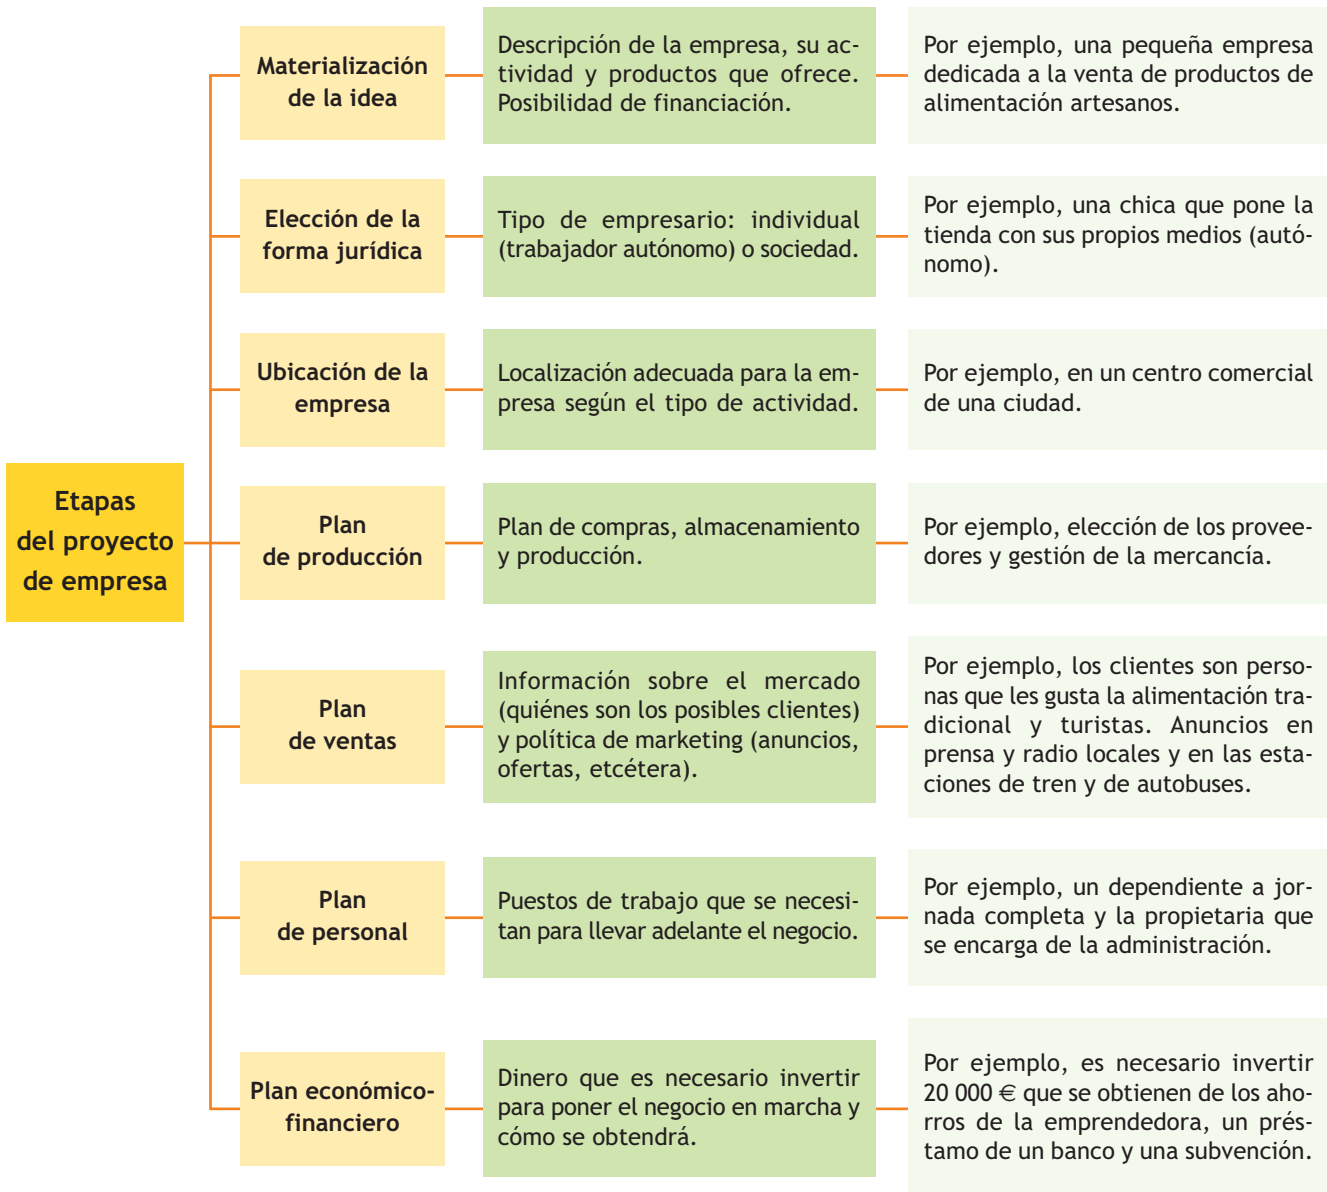 Materialización
de la idea
Descripción de la empresa, su ac-
tividad y productos que ofrece.
Posibilidad de financiación.
Por ejemplo, una pequeña empresa
dedicada a la venta de productos de
alimentación artesanos.
Elección de la
forma jurídica
Tipo de empresario: individual
(trabajador autónomo) o sociedad.
Por ejemplo, una chica que pone la
tienda con sus propios medios (autó-
nomo).
Ubicación de la
empresa
Localización adecuada para la em-
presa según el tipo de actividad.
Por ejemplo, en un centro comercial
de una ciudad.
Etapas
del proyecto
de empresa
Plan
de producción
Plan de compras, almacenamiento
y producción.
Por ejemplo, elección de los provee-
dores y gestión de la mercancía.
Plan
de ventas
Información sobre el mercado
(quiénes son los posibles clientes)
y política de marketing (anuncios,
ofertas, etcétera).
Por ejemplo, los clientes son perso-
nas que les gusta la alimentación tra-
dicional y turistas. Anuncios en
prensa y radio locales y en las esta-
ciones de tren y de autobuses.
Plan
de personal
Puestos de trabajo que se necesi-
tan para llevar adelante el negocio.
Por ejemplo, un dependiente a jor-
nada completa y la propietaria que
se encarga de la administración.
Plan económico-
financiero
Dinero que es necesario invertir
para poner el negocio en marcha y
cómo se obtendrá.
Por ejemplo, es necesario invertir
20 000 € que se obtienen de los aho-
rros de la emprendedora, un prés-
tamo de un banco y una subvención.